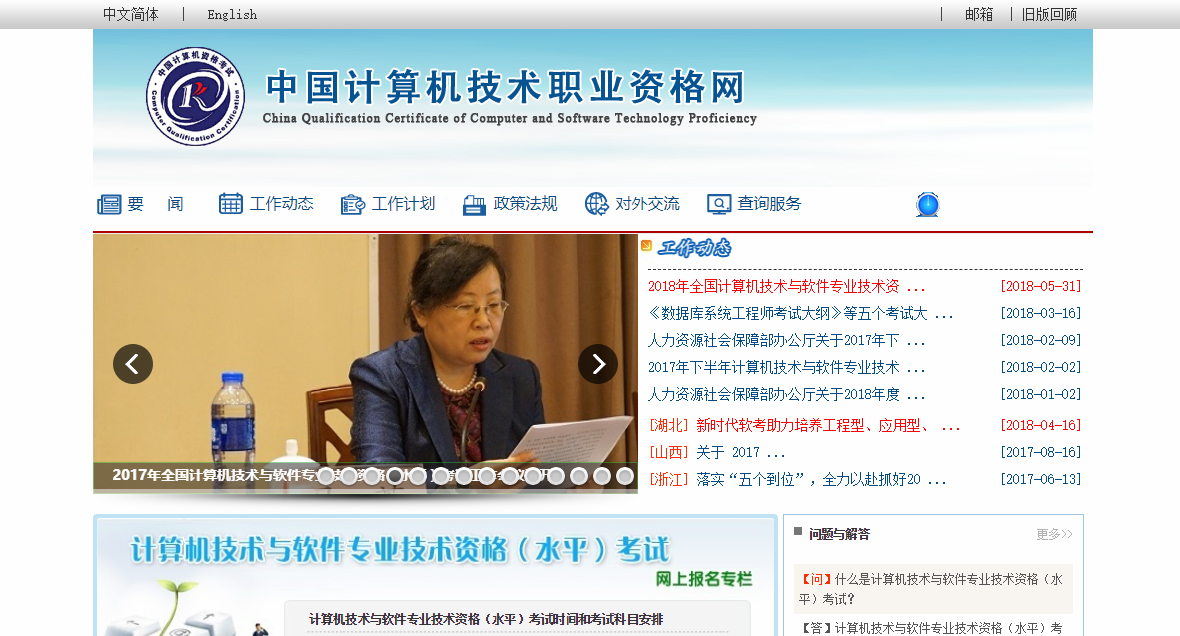 中文简体 | English | 邮箱 | 旧版回顾
中国计算机资格考试
Computer Qualification Certification
中国计算机技术职业资格网
China Qualification Certificate of Computer and Software Technology Proficiency
要 闻 工作动态 工作计划 政策法规 对外交流 查询服务
工作动态
2018年全国计算机技术与软件专业技术资 ... [2018-05-31]
《数据库系统工程师考试大纲》等五个考试大 ... [2018-03-16]
人力资源社会保障部办公厅关于2017年下 ... [2018-02-09]
2017年下半年计算机技术与软件专业技术 ... [2018-02-02]
人力资源社会保障部办公厅关于2018年度 ... [2018-01-02]
[湖北] 新时代软考助力培养工程型、应用型、 ... [2018-04-16]
[山西] 关于 2017 ... [2017-08-16]
[浙江] 落实“五个到位”，全力以赴抓好20 ... [2017-06-13]
2017年全国计算机技术与软件专业技术资格
计算机技术与软件专业技术资格（水平）考试
网上报名专栏
计算机技术与软件专业技术资格（水平）考试时间和考试科目安排
问题与解答 更多>>
【问】什么是计算机技术与软件专业技术资格（水
平）考试?
【答】计算机技术与软件专业技术资格（水平）考